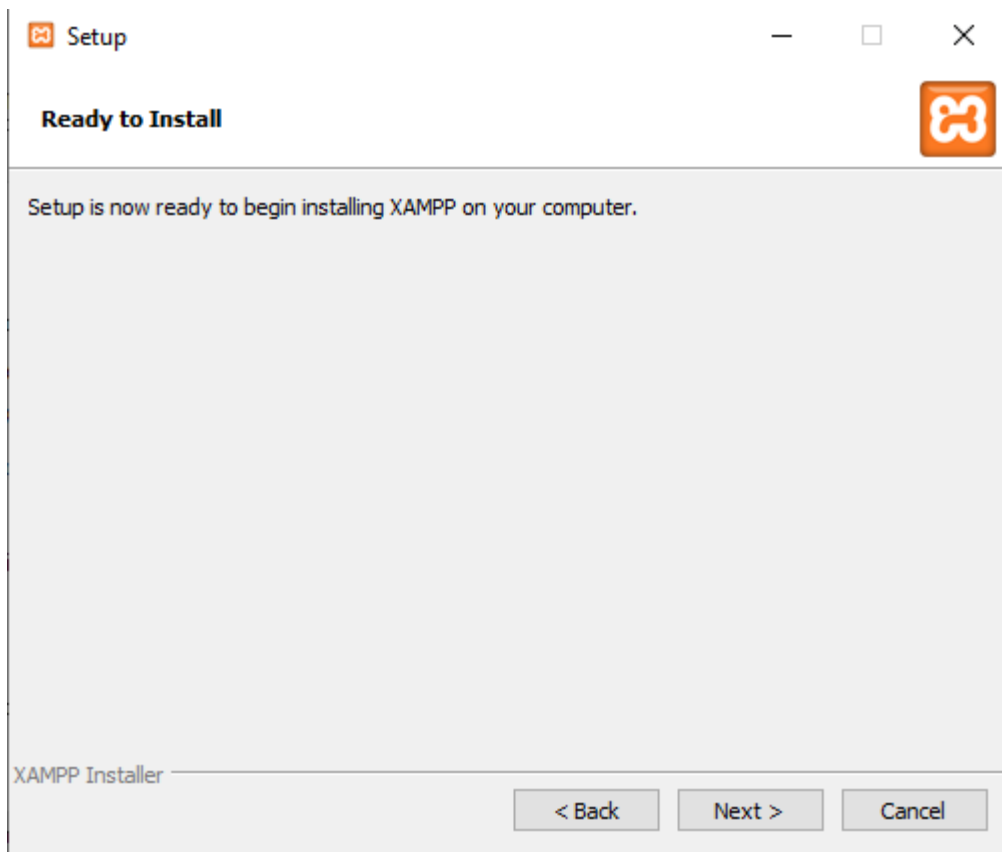 Setup
Ready to Install
Setup is now ready to begin installing XAMPP on your computer.
XAMPP Installer
< Back
Next >
Cancel